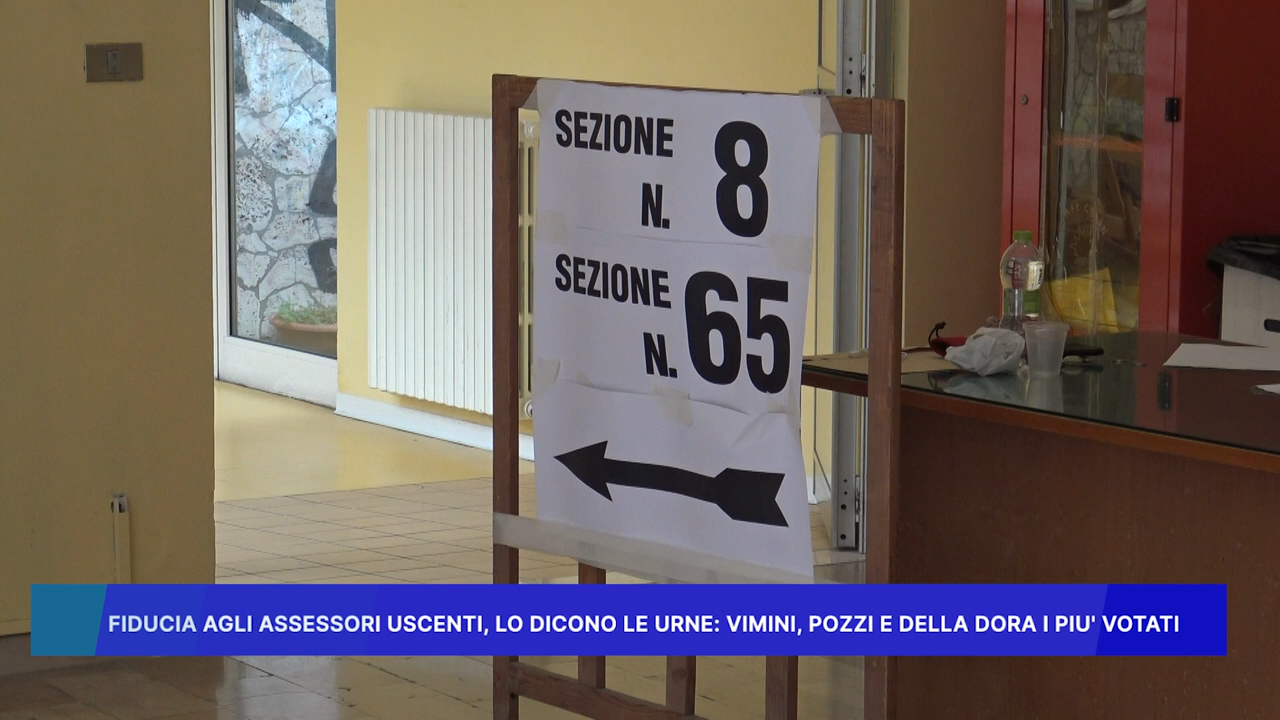 SEZIONE
N. 8
SEZIONE
N. 65
FIDUCIA AGLI ASSESSORI USCENTI, LO DICONO LE URNE: VIMINI, POZZI E DELLA DORA I PIU' VOTATI